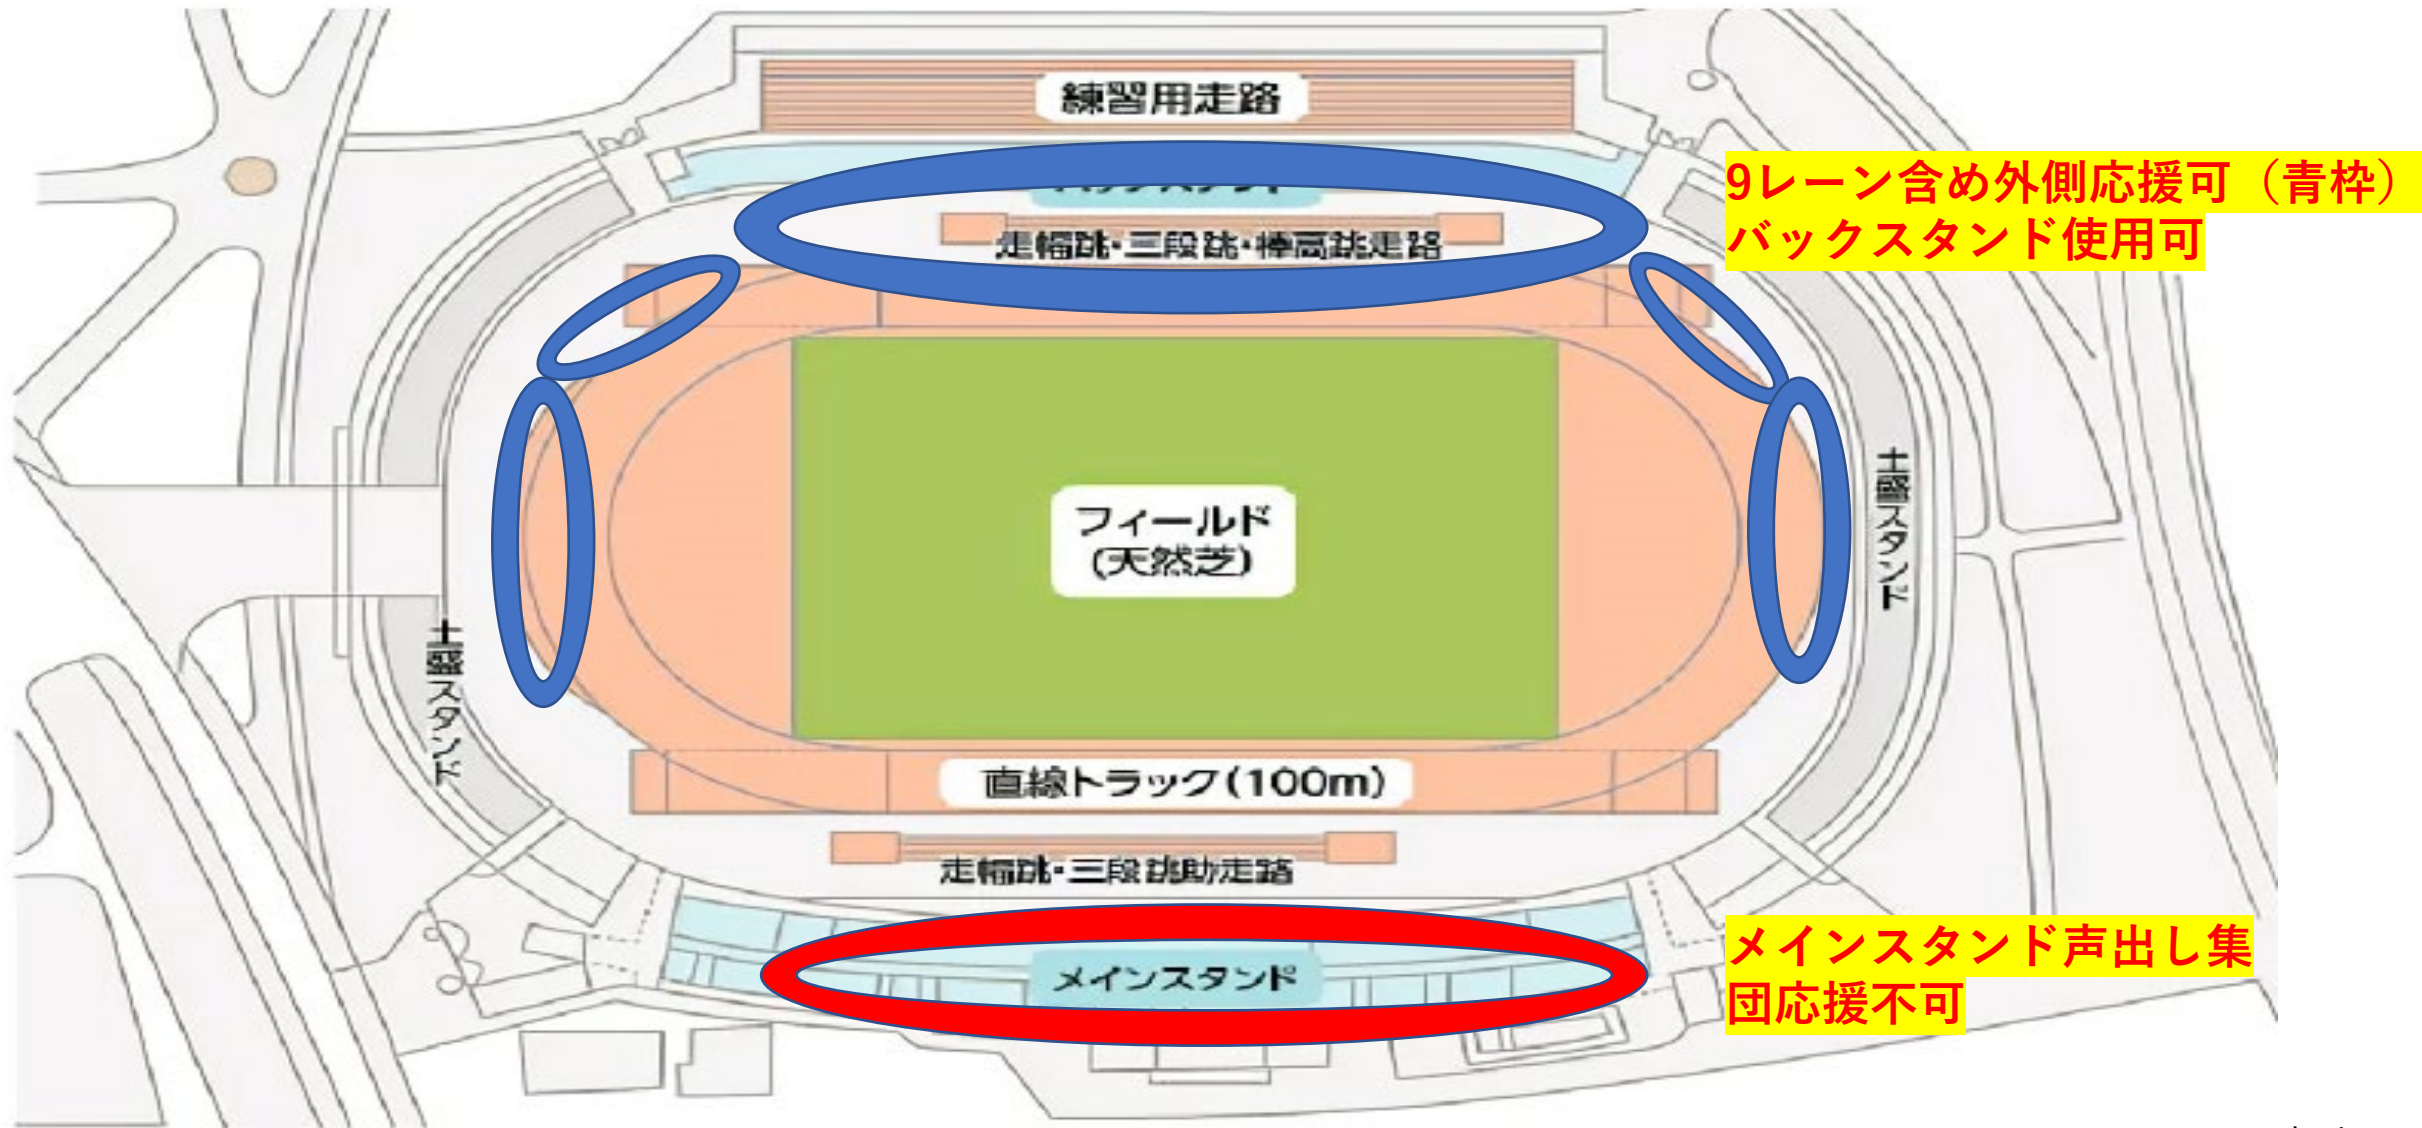 練習用走路
9レーン含め外側応援可（青枠）
バックスタンド使用可
走幅跳・三段跳・棒高跳走路
土盛スタンド
フィールド
(天然芝)
土盛スタンド
直線トラック(100m)
走幅跳・三段跳助走路
メインスタンド
メインスタンド声出し集
団応援不可